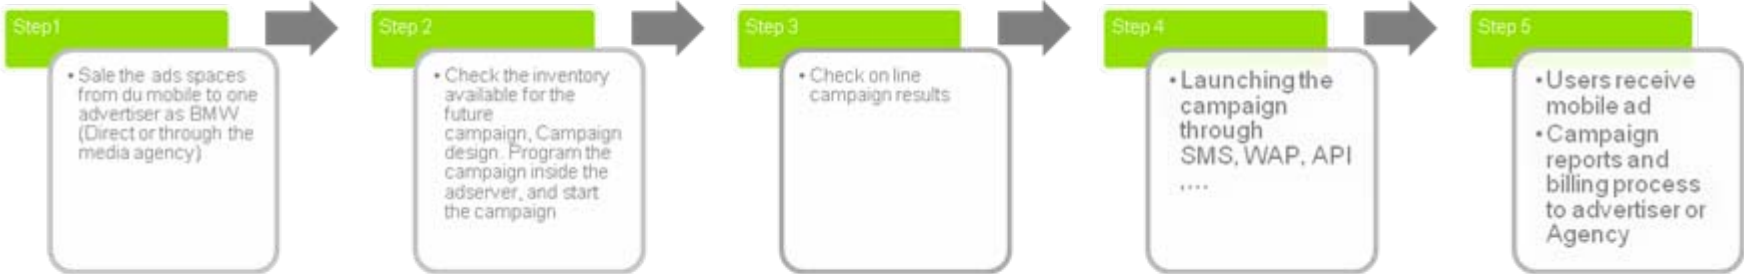 Step1
• Sale the ads spaces
from du mobile to one
advertiser as BMW
(Direct or through the
media agency)
Step 2
• Check the inventory
available for the
future
campaign, Campaign
design. Program the
campaign inside the
adserver, and start
the campaign
Step 3
• Check on line
campaign results
Step 4
• Launching the
campaign
through
SMS, WAP, API
,...
Step 5
• Users receive
mobile ad
• Campaign
reports and
billing process
to advertiser or
Agency